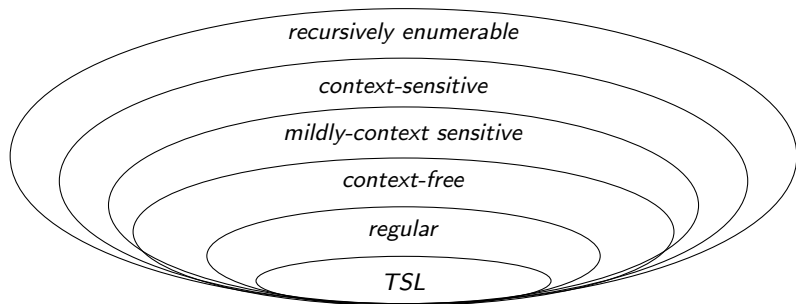 recursively enumerable
context-sensitive
mildly-context sensitive
context-free
regular
TSL